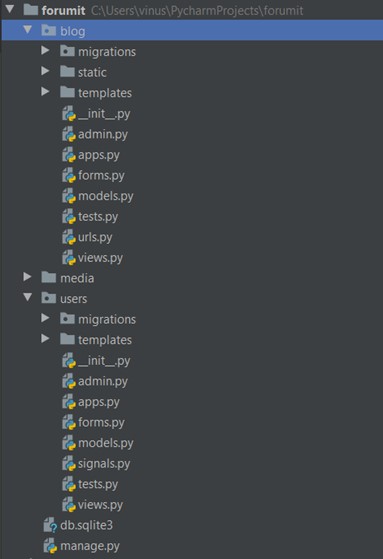 forumit C:\Users\vinus\PycharmProjects\forumit
blog
migrations
static
templates
__init__.py
admin.py
apps.py
forms.py
models.py
tests.py
urls.py
views.py
media
users
migrations
templates
__init__.py
admin.py
apps.py
forms.py
models.py
signals.py
tests.py
views.py
db.sqlite3
manage.py